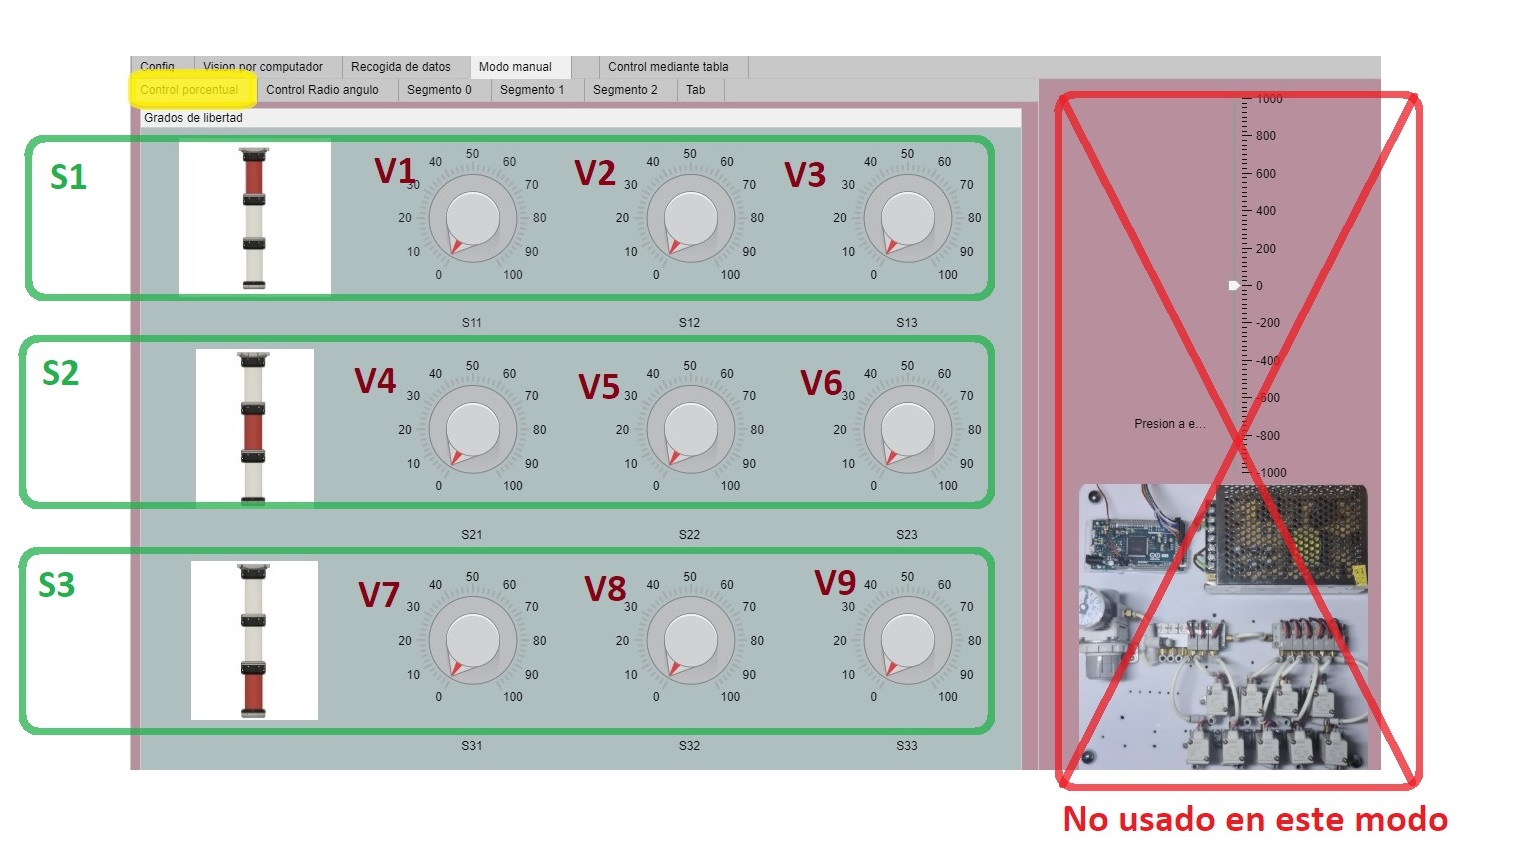 Config Vision por computador Recogida de datos Modo manual Control mediante tabla
Control porcentual Control Radio angulo Segmento 0 Segmento 1 Segmento 2 Tab
Grados de libertad
S1
V1
0 10 20 30 40 50 60 70 80 90 100
V2
0 10 20 30 40 50 60 70 80 90 100
V3
0 10 20 30 40 50 60 70 80 90 100
S11 S12 S13
S2
V4
0 10 20 30 40 50 60 70 80 90 100
V5
0 10 20 30 40 50 60 70 80 90 100
V6
0 10 20 30 40 50 60 70 80 90 100
S21 S22 S23
S3
V7
0 10 20 30 40 50 60 70 80 90 100
V8
0 10 20 30 40 50 60 70 80 90 100
V9
0 10 20 30 40 50 60 70 80 90 100
S31 S32 S33
1000
800
600
400
200
0
-200
-400
-600
-800
-1000
Presion a e...
No usado en este modo